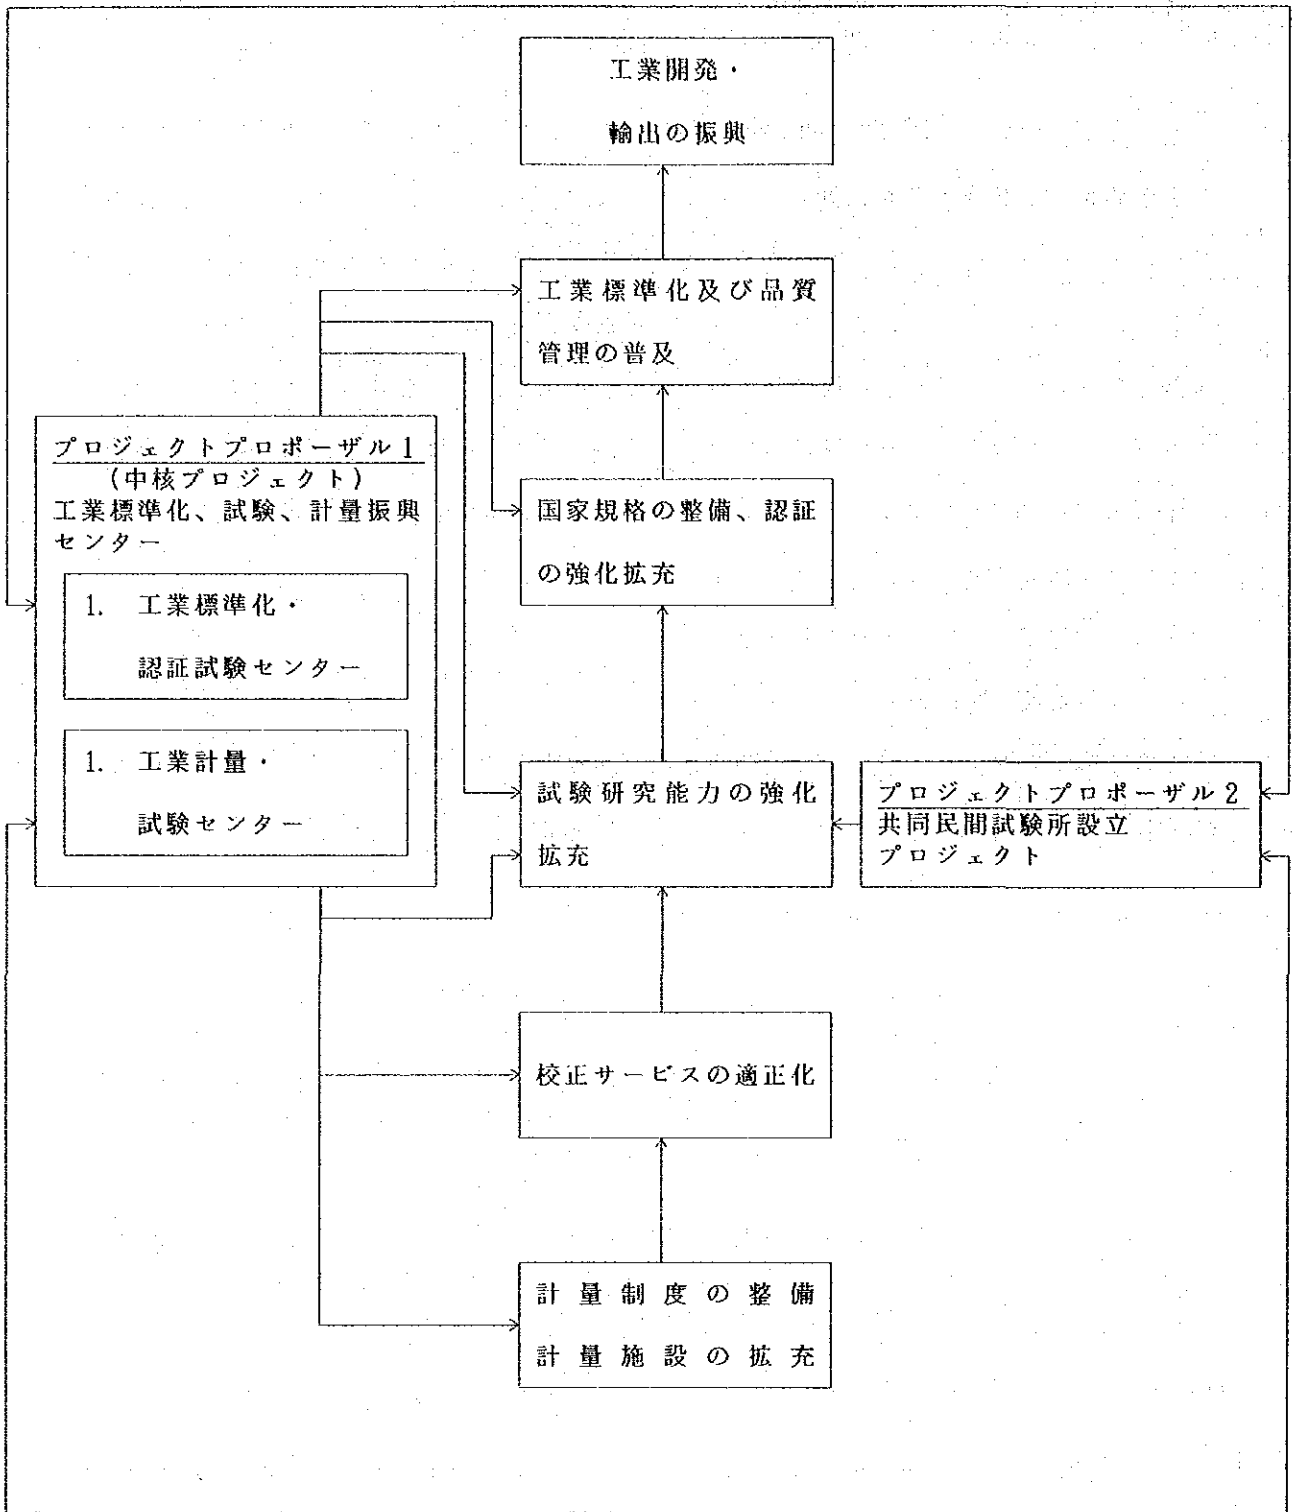 工業開発・
輸出の振興
工業標準化及び品質
管理の普及
プロジェクトプロポーザル1
(中核プロジェクト)
工業標準化、試験、計量振興
センター
1. 工業標準化・
認証試験センター
1. 工業計量・
試験センター
国家規格の整備、認証
の強化拡充
試験研究能力の強化
拡充
プロジェクトプロポーザル2
共同民間試験所設立
プロジェクト
校正サービスの適正化
計量制度の整備
計量施設の拡充